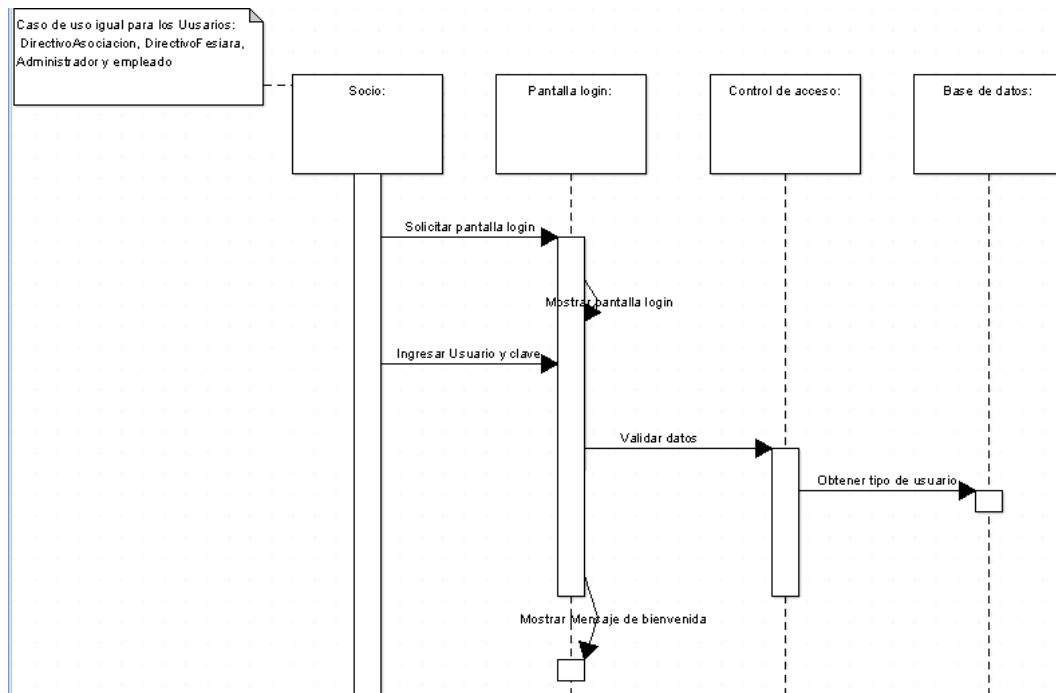 Caso de uso igual para los Uusarios:
DirectivoAsociacion, DirectivoFesiara,
Administrador y empleado
Socio:
Pantalla login:
Control de acceso:
Base de datos:
Solicitar pantalla login
Mostrar pantalla login
Ingresar Usuario y clave
Validar datos
Obtener tipo de usuario
Mostrar Mensaje de bienvenida